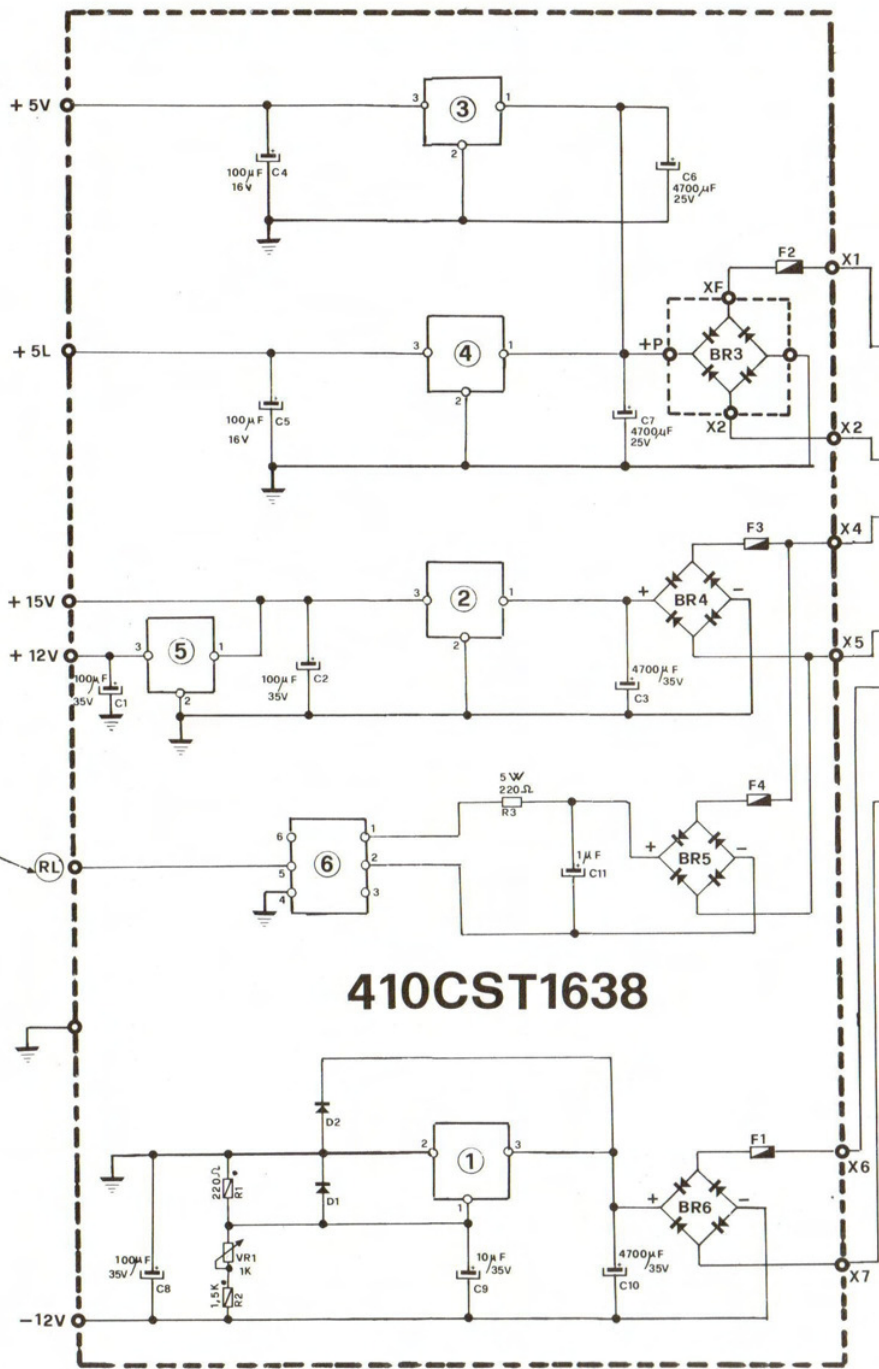 +5V
3
3
1
2
100µF
16V
C4
C6
4700µF
25V
F2
X1
XF
+5L
3
4
1
2
+P
BR3
100µF
16V
C5
C7
4700µF
25V
X2
X2
F3
X4
+15V
3
2
1
2
+
BR4
−
+12V
3
5
1
2
X5
100µF
35V
C1
100µF
35V
C2
4700µF
35V
C3
5W
220Ω
R3
F4
RL
6
5
4
6
1
2
3
1µF
C11
+
BR5
−
410CST1638
D2
2
1
3
1
F1
X6
220Ω
R1
D1
+
BR6
−
VR1
1K
100µF
35V
C8
1,5K
R2
10µF
35V
C9
4700µF
35V
C10
X7
−12V